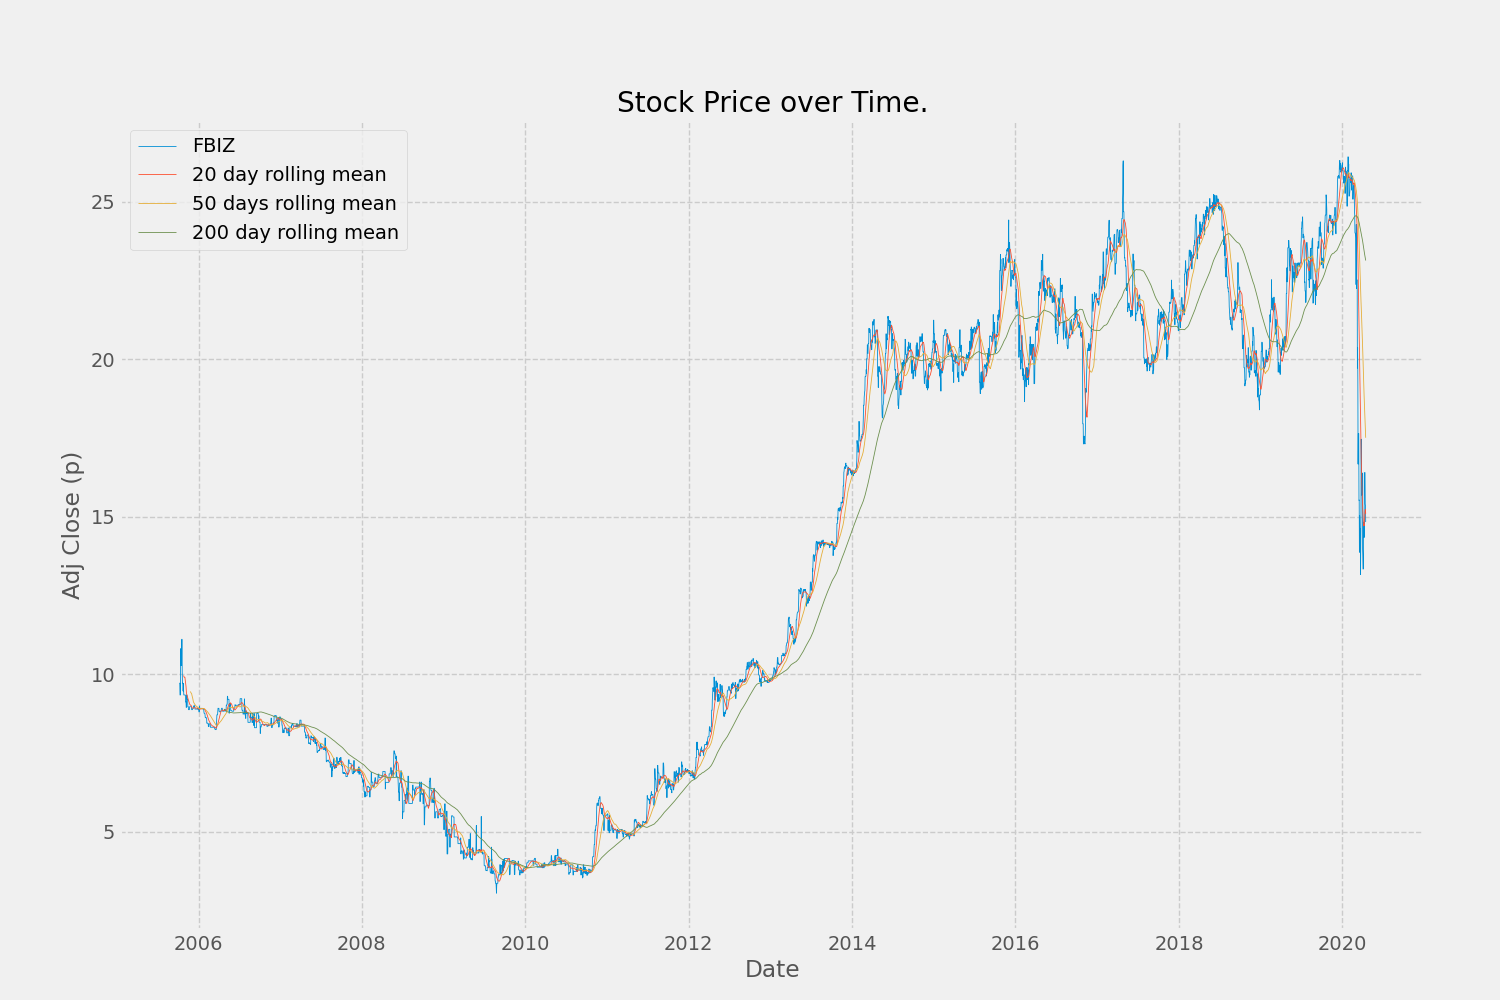 Stock Price over Time.
FBIZ
20 day rolling mean
50 days rolling mean
200 day rolling mean
Adj Close (p)
25
20
15
10
5
2006 2008 2010 2012 2014 2016 2018 2020
Date